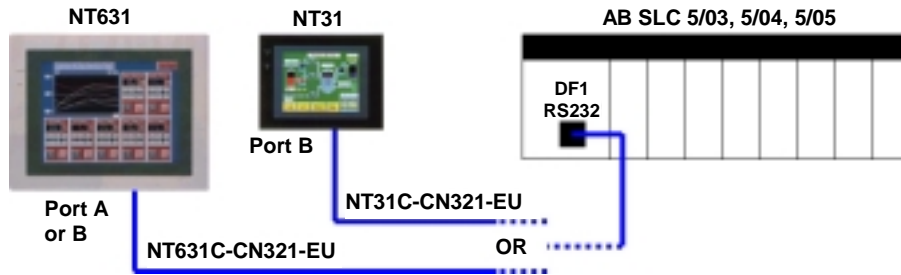 NT631
NT31
AB SLC 5/03, 5/04, 5/05
DF1
RS232
Port B
Port A
or B
NT31C-CN321-EU
OR
NT631C-CN321-EU